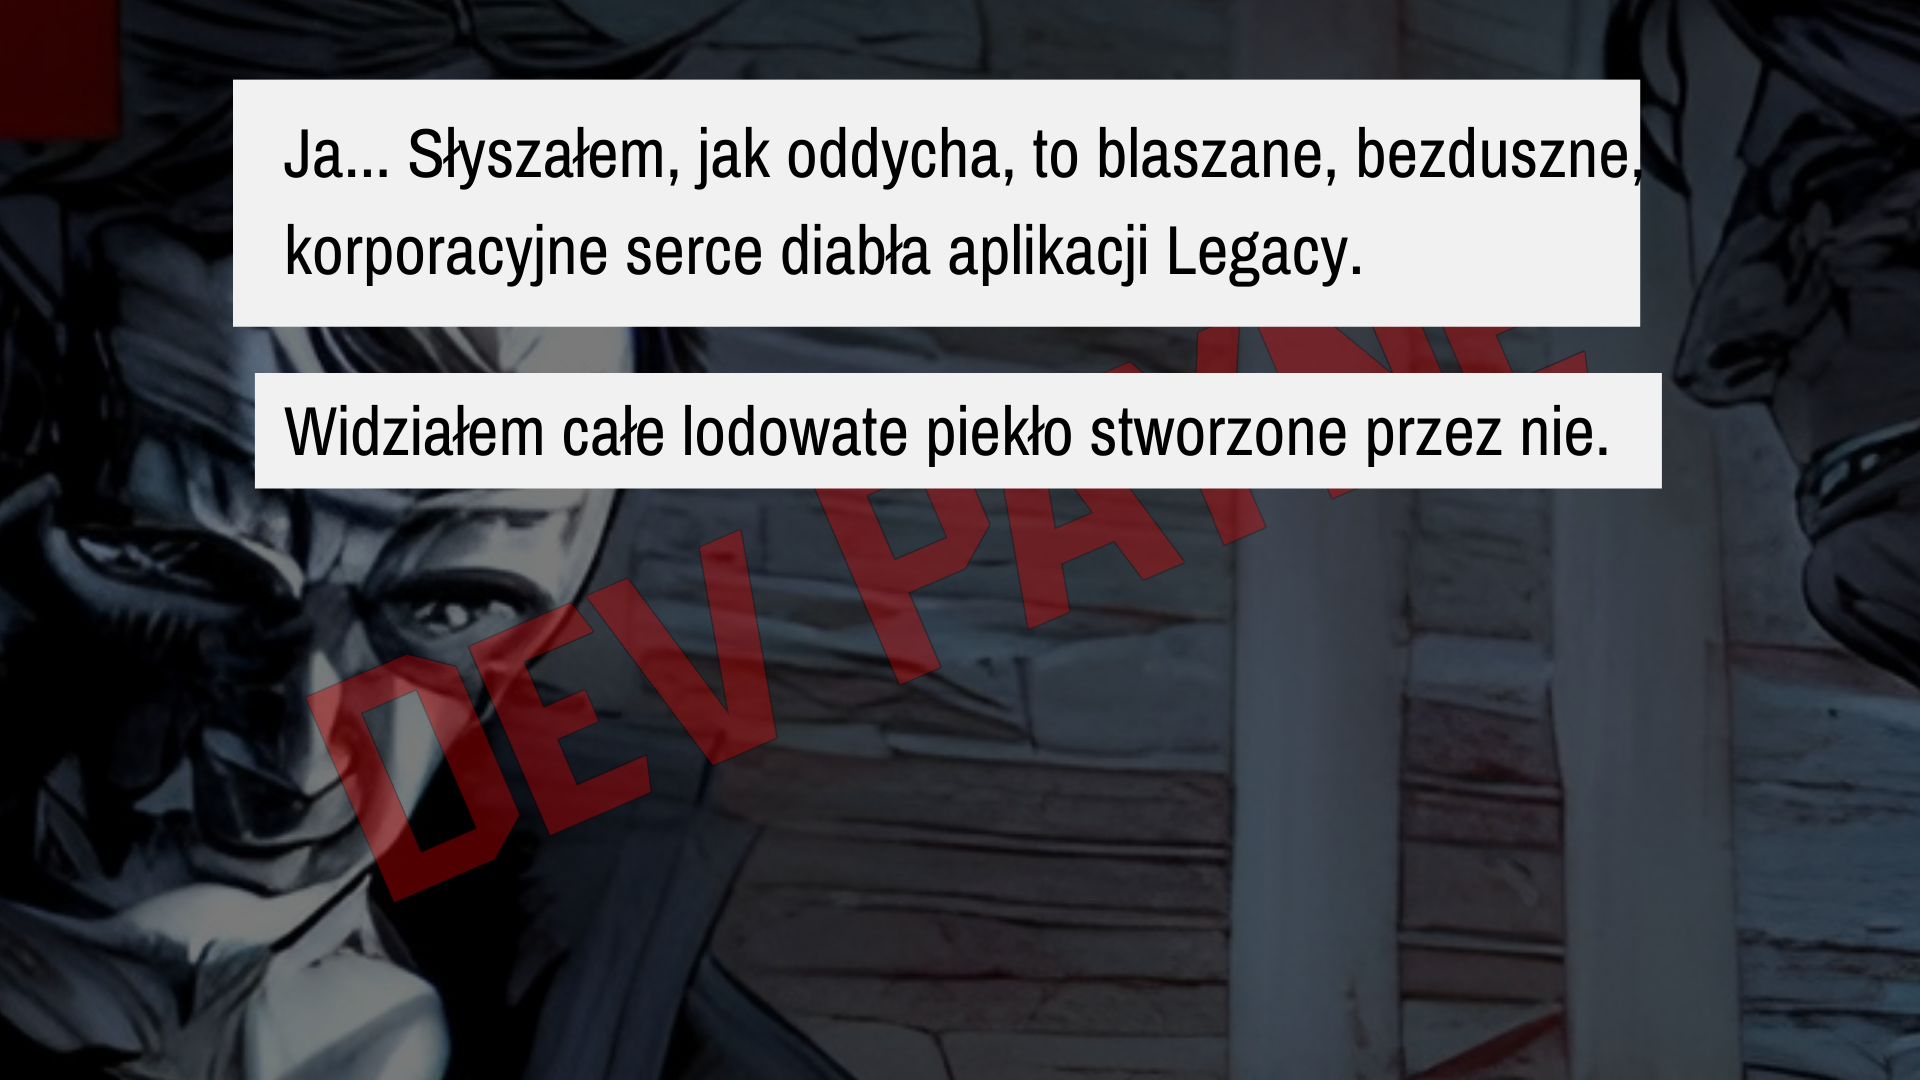 Ja... Słyszałem, jak oddycha, to blaszane, bezduszne,
korporacyjne serce diabła aplikacji Legacy.
Widziałem całe lodowate piekło stworzone przez nie.
DEV PAYNE